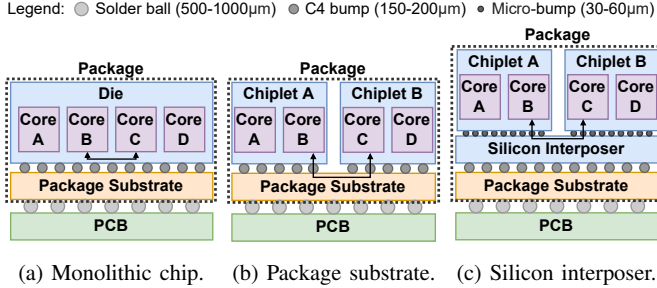 Legend: Solder ball (500-1000µm) C4 bump (150-200µm) Micro-bump (30-60µm)
Package
Die
Core A
Core B
Core C
Core D
Package Substrate
PCB
(a) Monolithic chip.
Package
Chiplet A
Chiplet B
Core A
Core B
Core C
Core D
Package Substrate
PCB
(b) Package substrate.
Package
Chiplet A
Chiplet B
Core A
Core B
Core C
Core D
Silicon Interposer
Package Substrate
PCB
(c) Silicon interposer.